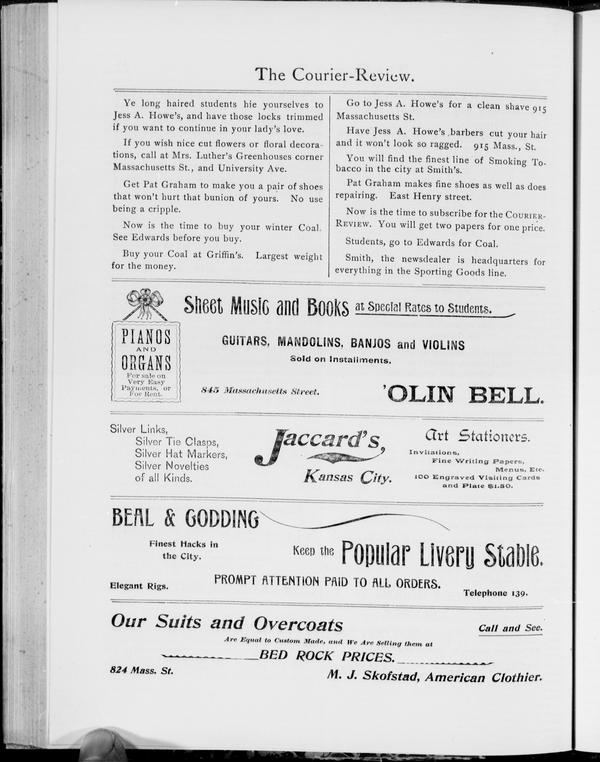 The Courier-Review.
Ye long haired students hie yourselves to
Jess A. Howe's, and have those locks trimmed
if you want to continue in your lady's love.
If you wish nice cut flowers or floral decora-
tions, call at Mrs. Luther's Greenhouses corner
Massachusetts St., and University Ave.
Get Pat Graham to make you a pair of shoes
that won't hurt that bunion of yours. No use
being a cripple.
Now is the time to buy your winter Coal.
See Edwards before you buy.
Buy your Coal at Griffin's. Largest weight
for the money.
Go to Jess A. Howe's for a clean shave 915
Massachusetts St.
Have Jess A. Howe's barbers cut your hair
and it won't look so ragged. 915 Mass., St.
You will find the finest line of Smoking To-
bacco in the city at Smith's.
Pat Graham makes fine shoes as well as does
repairing. East Henry street.
Now is the time to subscribe for the COURIER-
REVIEW. You will get two papers for one price.
Students, go to Edwards for Coal.
Smith, the newsdealer is headquarters for
everything in the Sporting Goods line.
PIANOS
AND
ORGANS
For sale on
Very Easy
Payments, or
For Rent.
Sheet Music and Books at Special Rates to Students.
GUITARS, MANDOLINS, BANJOS and VIOLINS
Sold on Installments.
845 Massachusetts Street.
'OLIN BELL.
Silver Links,
Silver Tie Clasps,
Silver Hat Markers,
Silver Novelties
of all Kinds.
Jaccard's,
Kansas City.
Art Stationers.
Invitations,
Fine Writing Papers,
Menus, Etc.
100 Engraved Visiting Cards
and Plate $1.50.
BEAL & GODDING
Finest Hacks in
the City.
Keep the Popular Livery Stable.
Elegant Rigs.
PROMPT ATTENTION PAID TO ALL ORDERS.
Telephone 139.
Our Suits and Overcoats
Call and See.
Are Equal to Custom Made, and We Are Selling them at
BED ROCK PRICES.
824 Mass. St.
M. J. Skofstad, American Clothier.